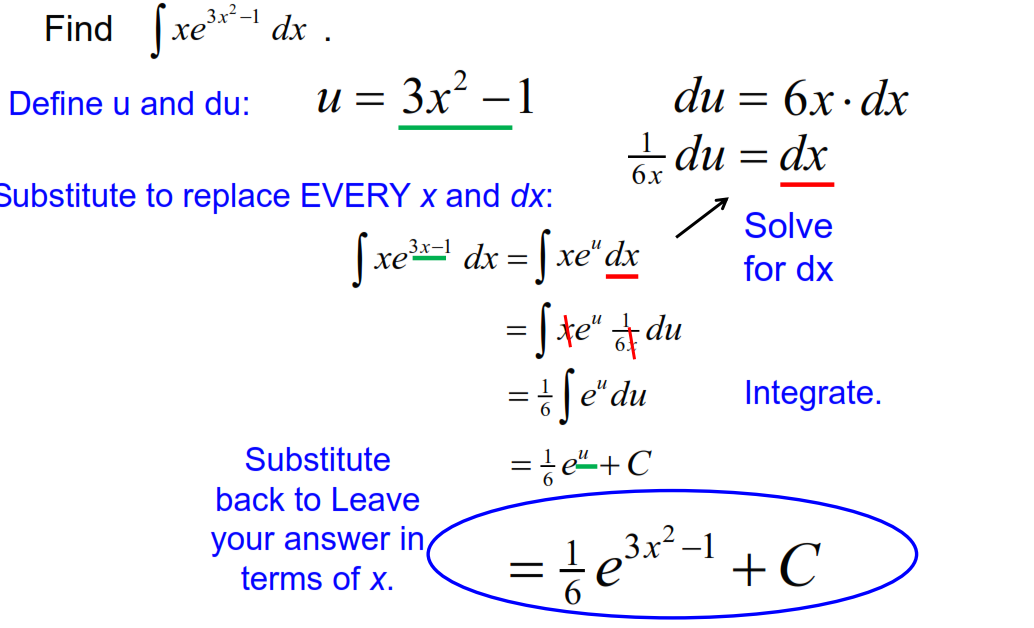 Find ∫ xe^{3x²−1} dx .
Define u and du: u = 3x² − 1 du = 6x · dx
1/6x du = dx
Substitute to replace EVERY x and dx:
Solve
for dx
∫ xe^{3x−1} dx = ∫ xe^u dx
= ∫ xe^u 1/6x du
= 1/6 ∫ e^u du Integrate.
= 1/6 e^u + C
Substitute
back to Leave
your answer in
terms of x.
= 1/6 e^{3x²−1} + C